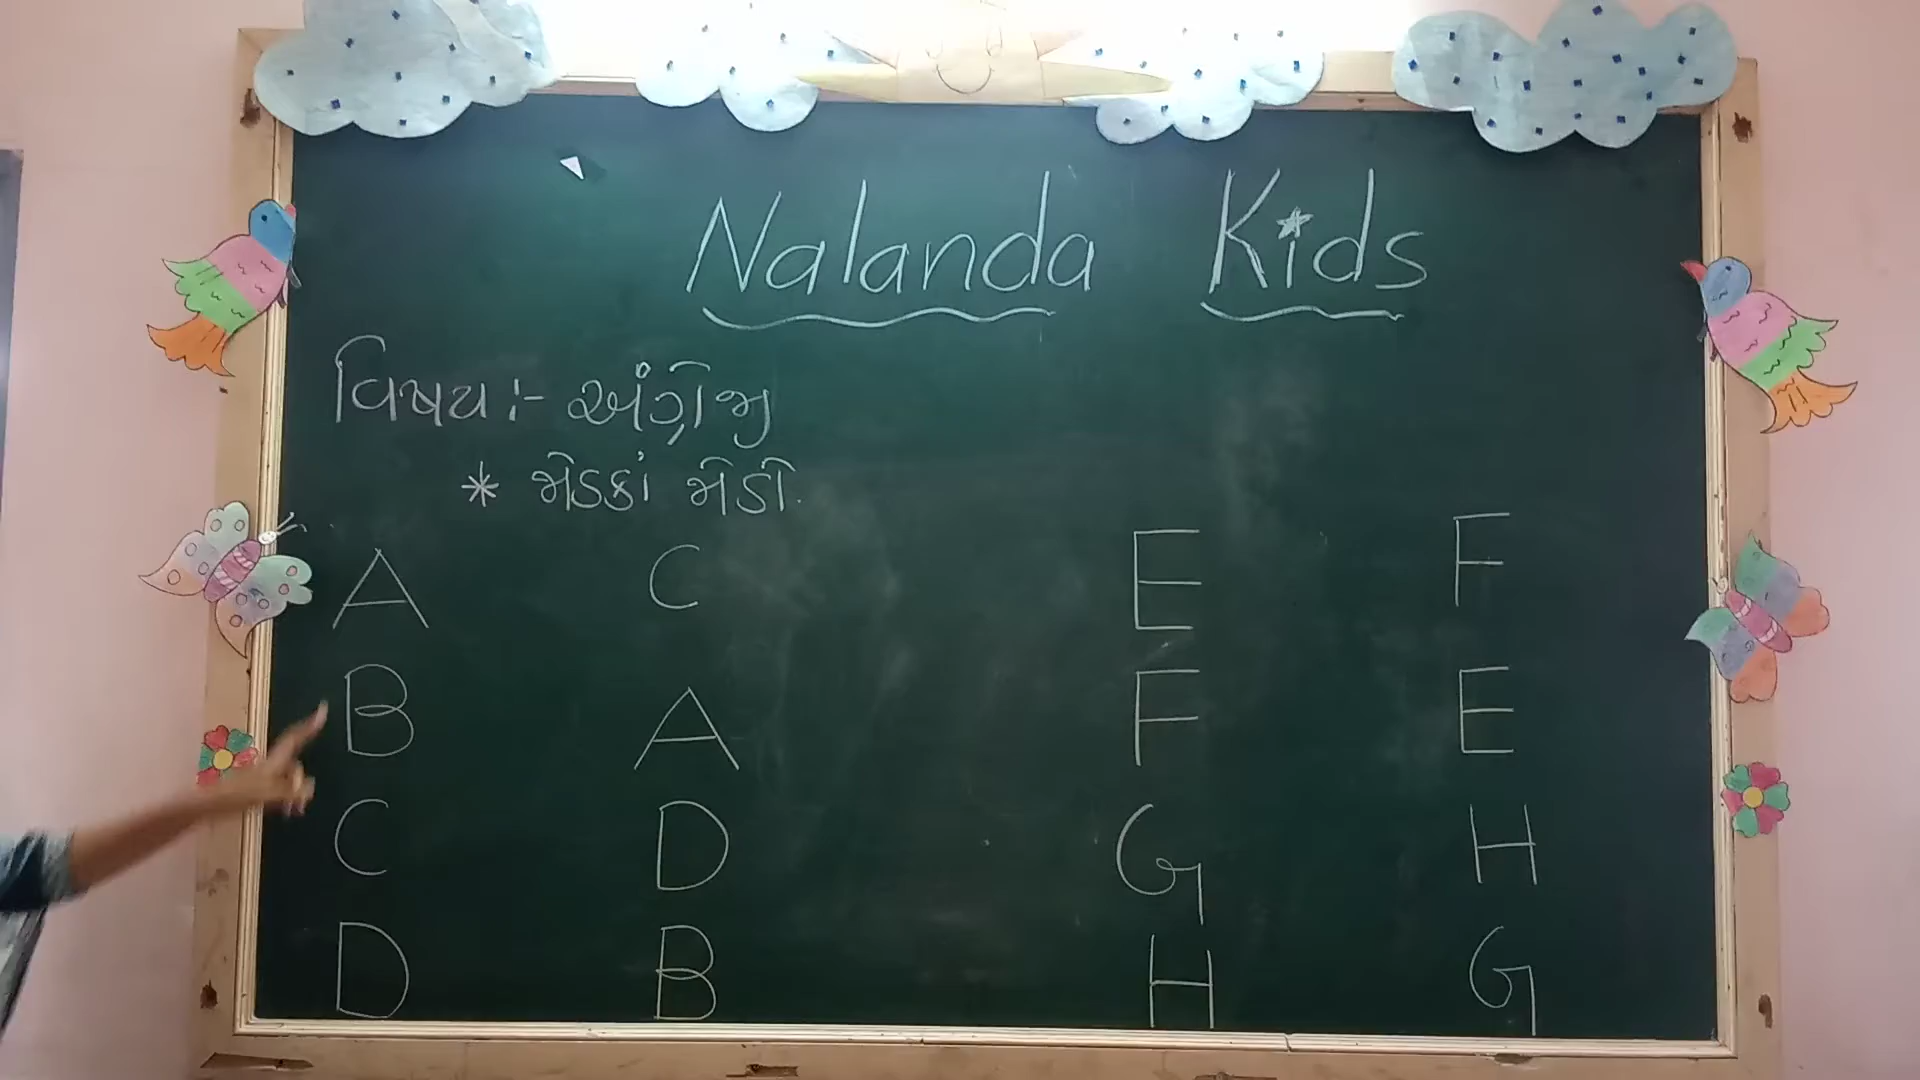 Nalanda Kids
વિષય :- અંગ્રેજી
* જોડકાં જોડો.
A C E F
B A F E
C D G H
D B H G